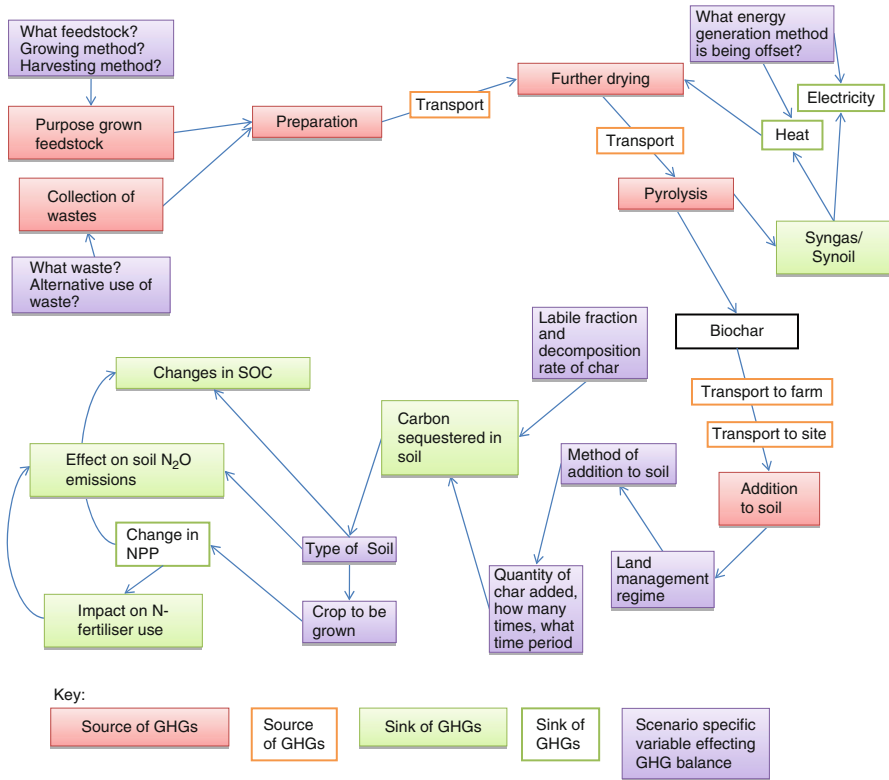 What feedstock?
Growing method?
Harvesting method?
What energy
generation method
is being offset?
Further drying
Electricity
Transport
Purpose grown
feedstock
Preparation
Heat
Transport
Collection of
wastes
Pyrolysis
Syngas/
Synoil
What waste?
Alternative use of
waste?
Labile fraction
and
decomposition
rate of char
Biochar
Changes in SOC
Transport to farm
Carbon
sequestered in
soil
Transport to site
Effect on soil N₂O
emissions
Method of
addition to soil
Addition
to soil
Change in
NPP
Type of Soil
Land
management
regime
Quantity of
char added,
how many
times, what
time period
Impact on N-
fertiliser use
Crop to be
grown
Key:
Source of GHGs
Source
of GHGs
Sink of GHGs
Sink of
GHGs
Scenario specific
variable effecting
GHG balance